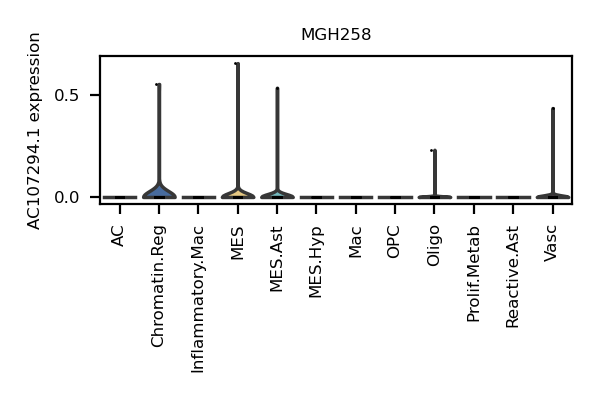 MGH258
AC107294.1 expression
0.5
0.0
AC
Chromatin.Reg
Inflammatory.Mac
MES
MES.Ast
MES.Hyp
Mac
OPC
Oligo
Prolif.Metab
Reactive.Ast
Vasc